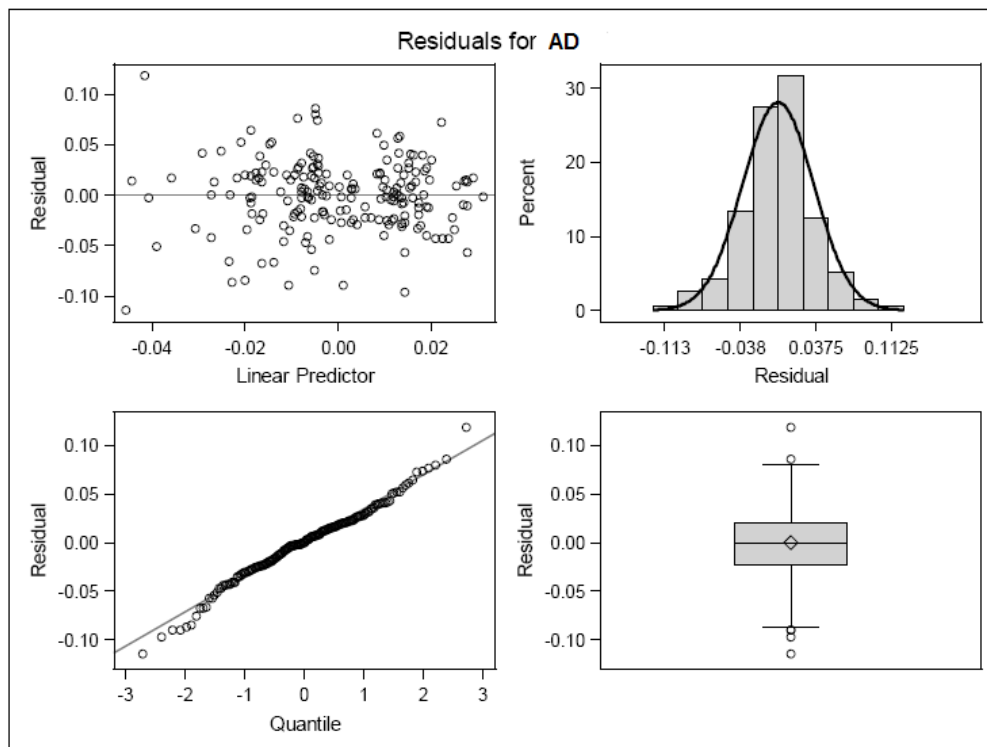 Residuals for AD
Residual
0.10
0.05
0.00
-0.05
-0.10
-0.04 -0.02 0.00 0.02
Linear Predictor
Percent
30
20
10
0
-0.113 -0.038 0.0375 0.1125
Residual
Residual
0.10
0.05
0.00
-0.05
-0.10
-3 -2 -1 0 1 2 3
Quantile
Residual
0.10
0.05
0.00
-0.05
-0.10